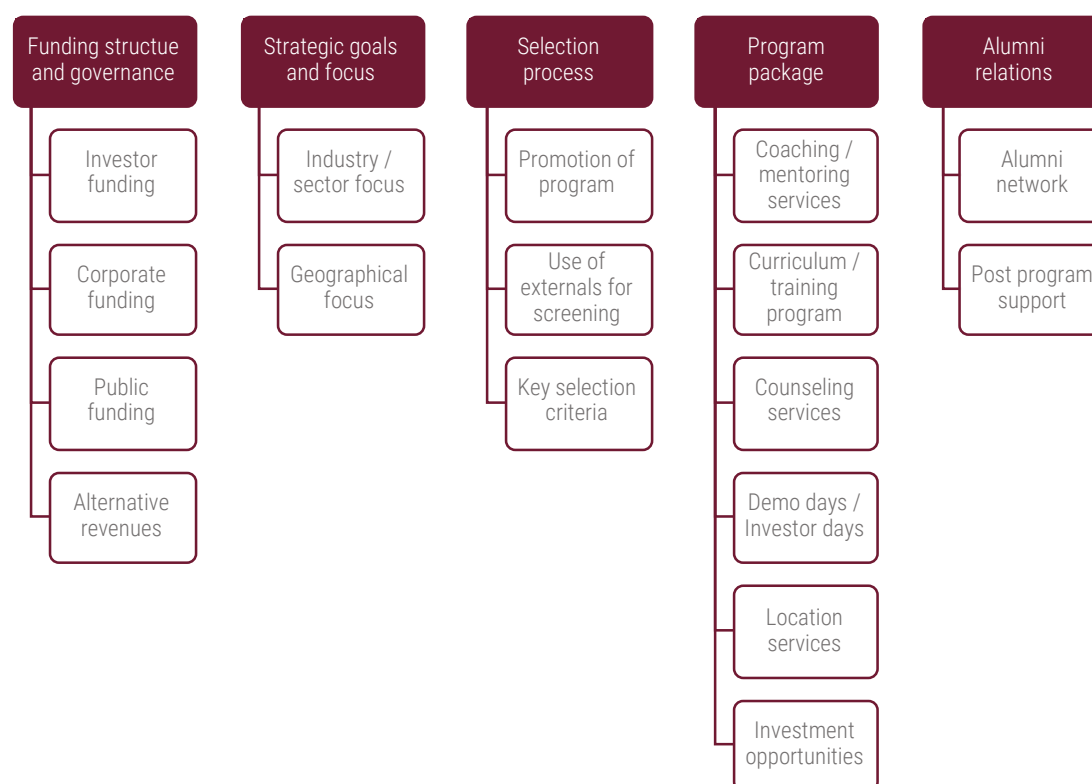 Funding structue
and governance
Investor
funding
Corporate
funding
Public
funding
Alternative
revenues
Strategic goals
and focus
Industry /
sector focus
Geographical
focus
Selection
process
Promotion of
program
Use of
externals for
screening
Key selection
criteria
Program
package
Coaching /
mentoring
services
Curriculum /
training
program
Counseling
services
Demo days /
Investor days
Location
services
Investment
opportunities
Alumni
relations
Alumni
network
Post program
support